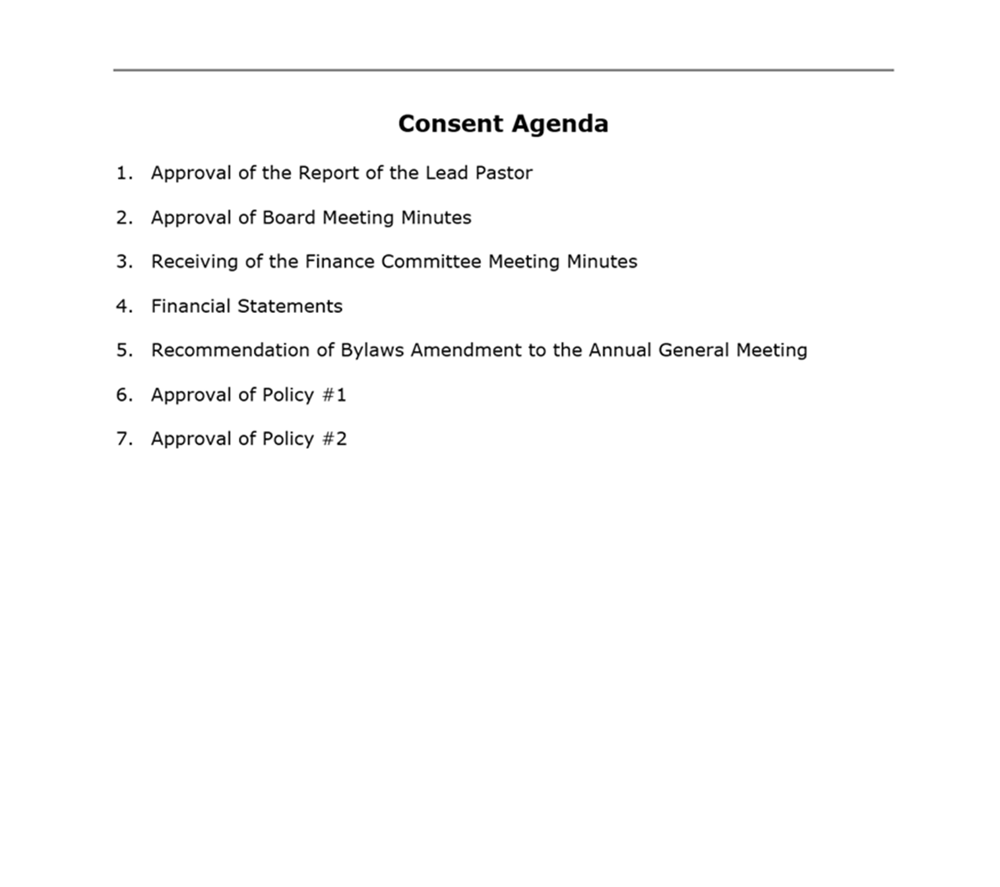 Consent Agenda
1. Approval of the Report of the Lead Pastor
2. Approval of Board Meeting Minutes
3. Receiving of the Finance Committee Meeting Minutes
4. Financial Statements
5. Recommendation of Bylaws Amendment to the Annual General Meeting
6. Approval of Policy #1
7. Approval of Policy #2